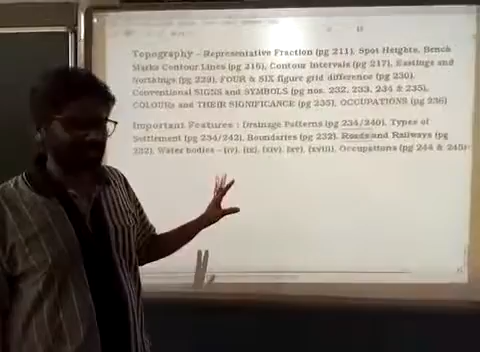 Topography – Representative Fraction (pg 211), Spot Heights, Bench
Marks Contour Lines (pg 216), Contour Intervals (pg 217), Eastings and
Northings (pg 229), FOUR & SIX figure grid difference (pg 230),
Conventional SIGNS and SYMBOLS (pg nos. 232, 233, 234 & 235),
COLOURs and THEIR SIGNIFICANCE (pg 235), OCCUPATIONS (pg 236)
Important Features : Drainage Patterns (pg 234/240), Types of
Settlement (pg 234/242), Boundaries (pg 232), Roads and Railways (pg
232), Water bodies – (iv), (ix), (xiv), (xv), (xviii), Occupations (pg 244 & 245)